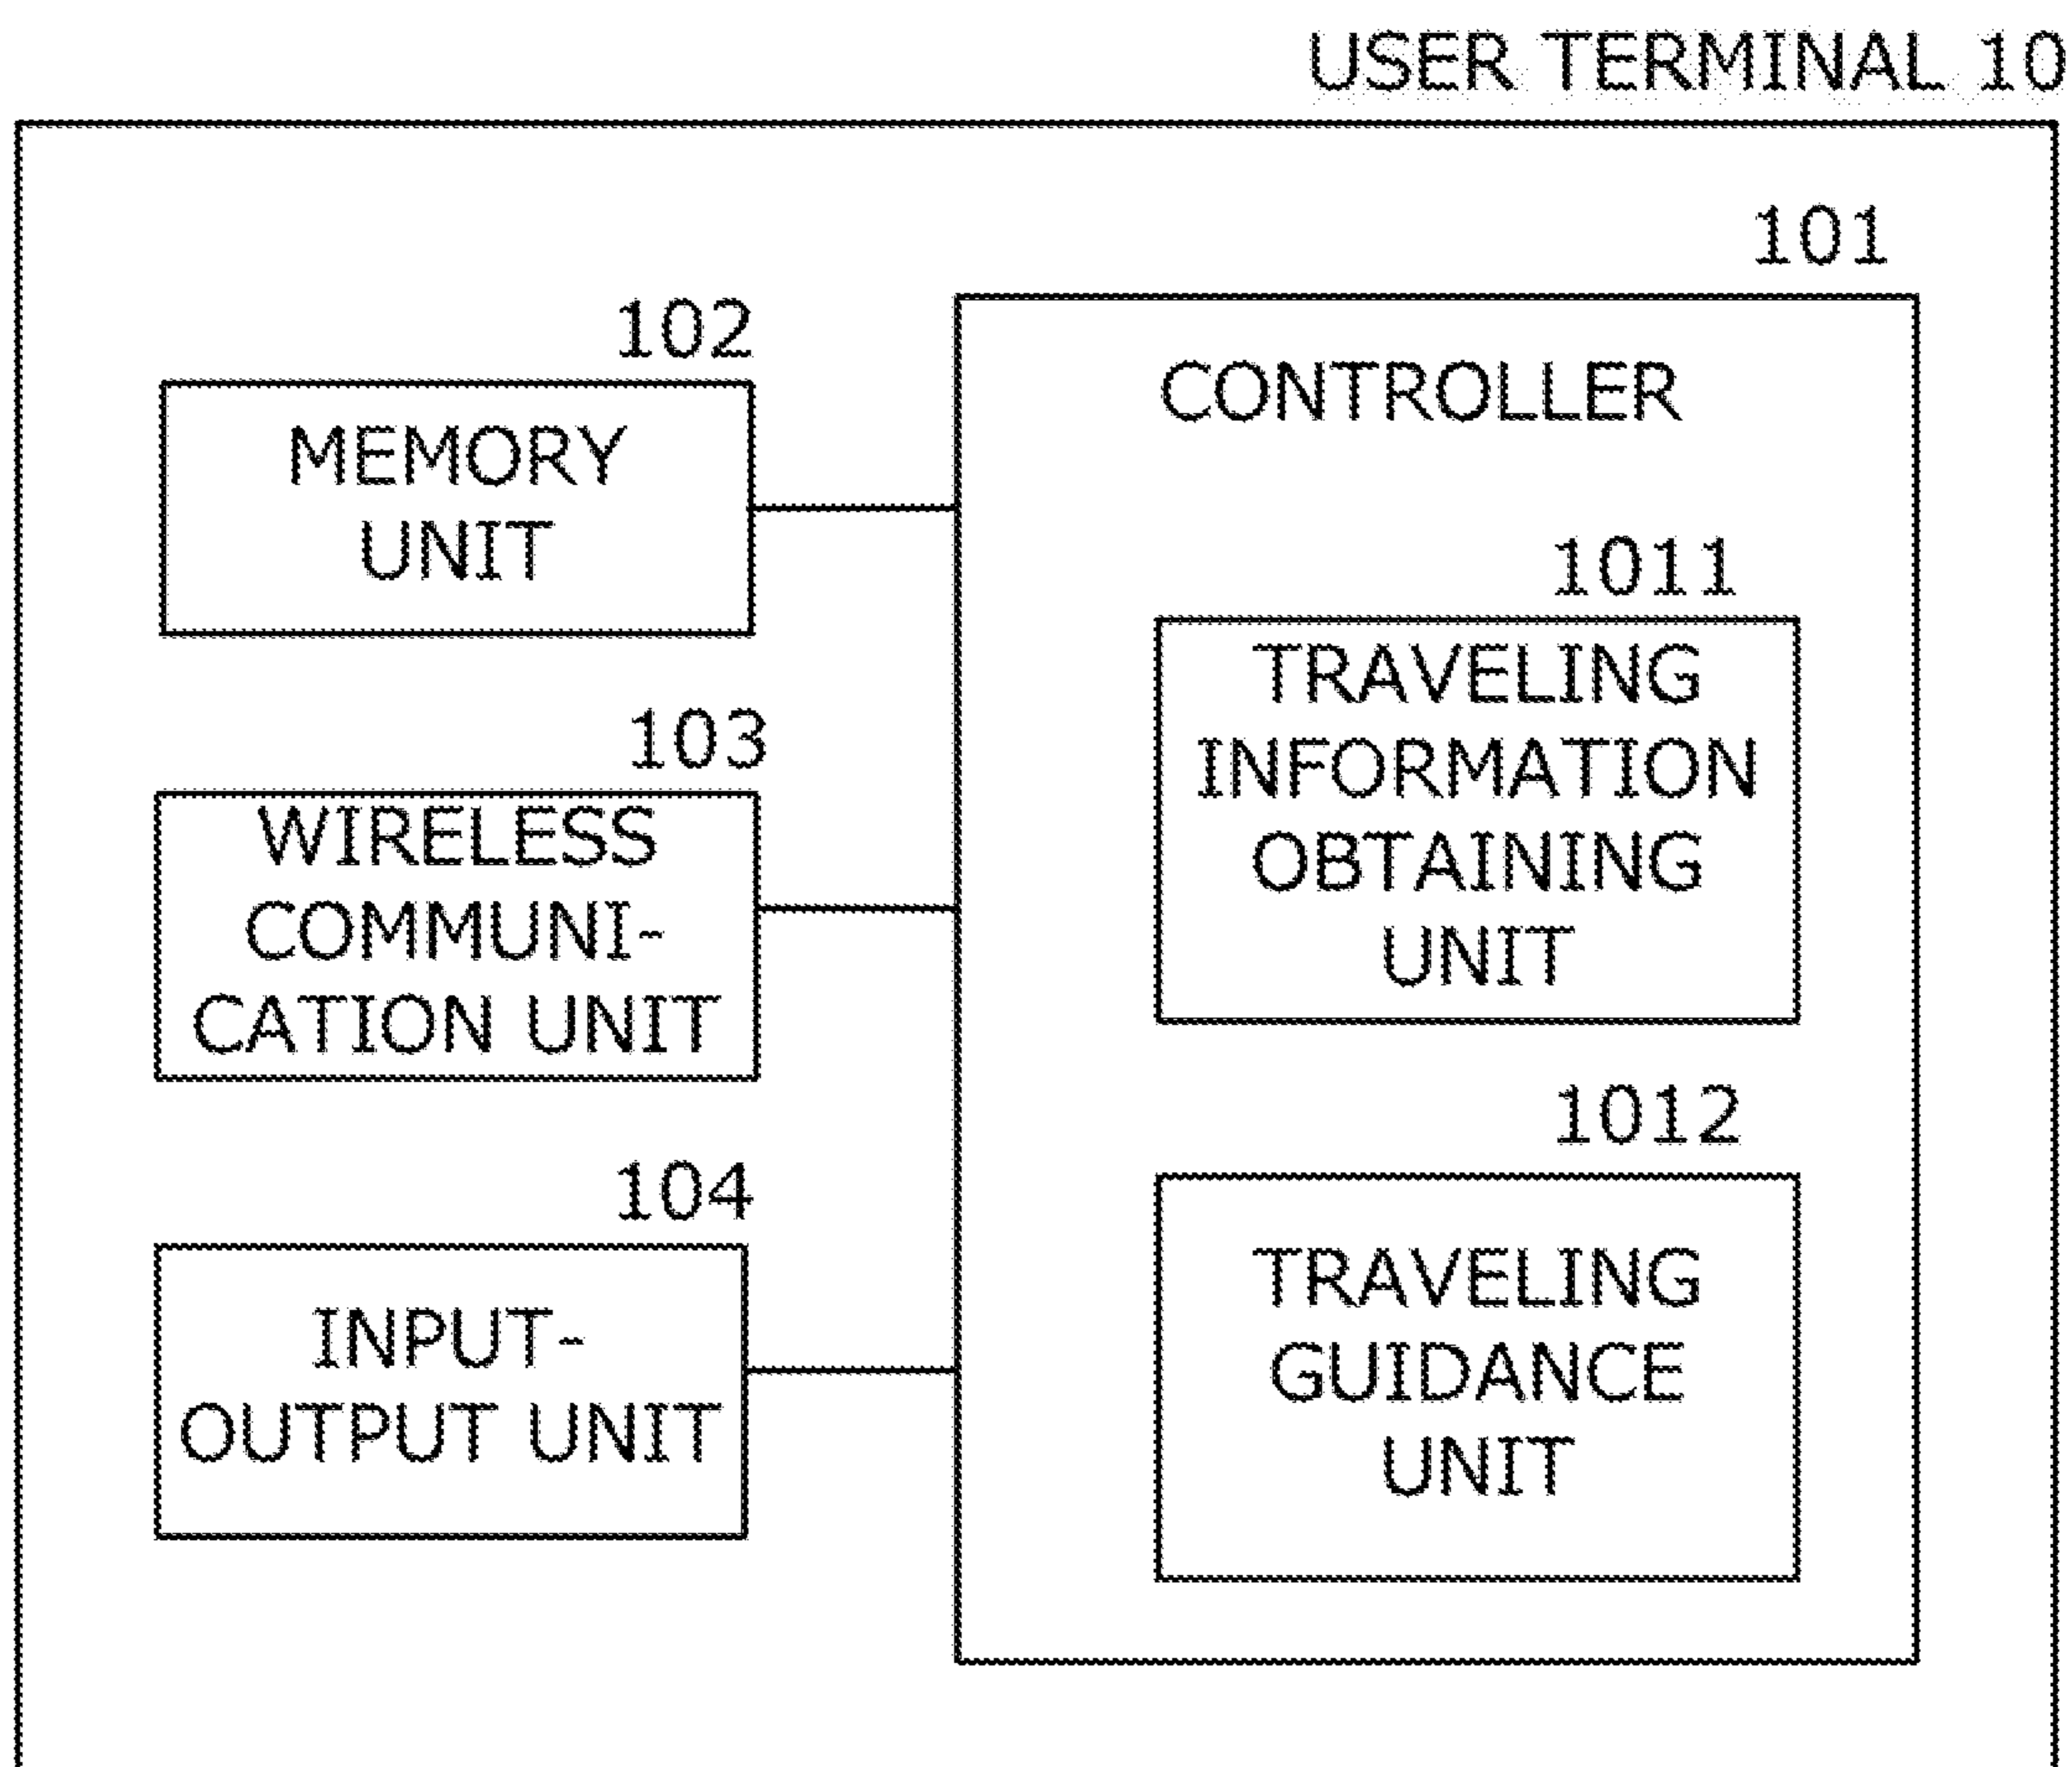 USER TERMINAL 10
101
CONTROLLER
102
MEMORY
UNIT
103
WIRELESS
COMMUNI-
CATION UNIT
104
INPUT-
OUTPUT UNIT
1011
TRAVELING
INFORMATION
OBTAINING
UNIT
1012
TRAVELING
GUIDANCE
UNIT